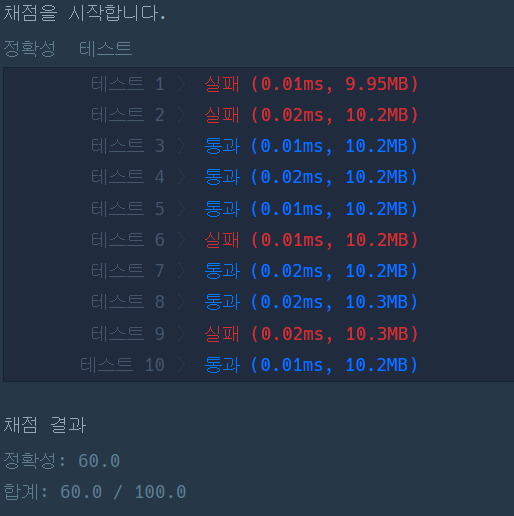 채점을 시작합니다.
정확성 테스트
테스트 1 〉 실패 (0.01ms, 9.95MB)
테스트 2 〉 실패 (0.02ms, 10.2MB)
테스트 3 〉 통과 (0.01ms, 10.2MB)
테스트 4 〉 통과 (0.02ms, 10.2MB)
테스트 5 〉 통과 (0.02ms, 10.2MB)
테스트 6 〉 실패 (0.01ms, 10.2MB)
테스트 7 〉 통과 (0.02ms, 10.2MB)
테스트 8 〉 통과 (0.02ms, 10.3MB)
테스트 9 〉 실패 (0.02ms, 10.3MB)
테스트 10 〉 통과 (0.01ms, 10.2MB)
채점 결과
정확성: 60.0
합계: 60.0 / 100.0